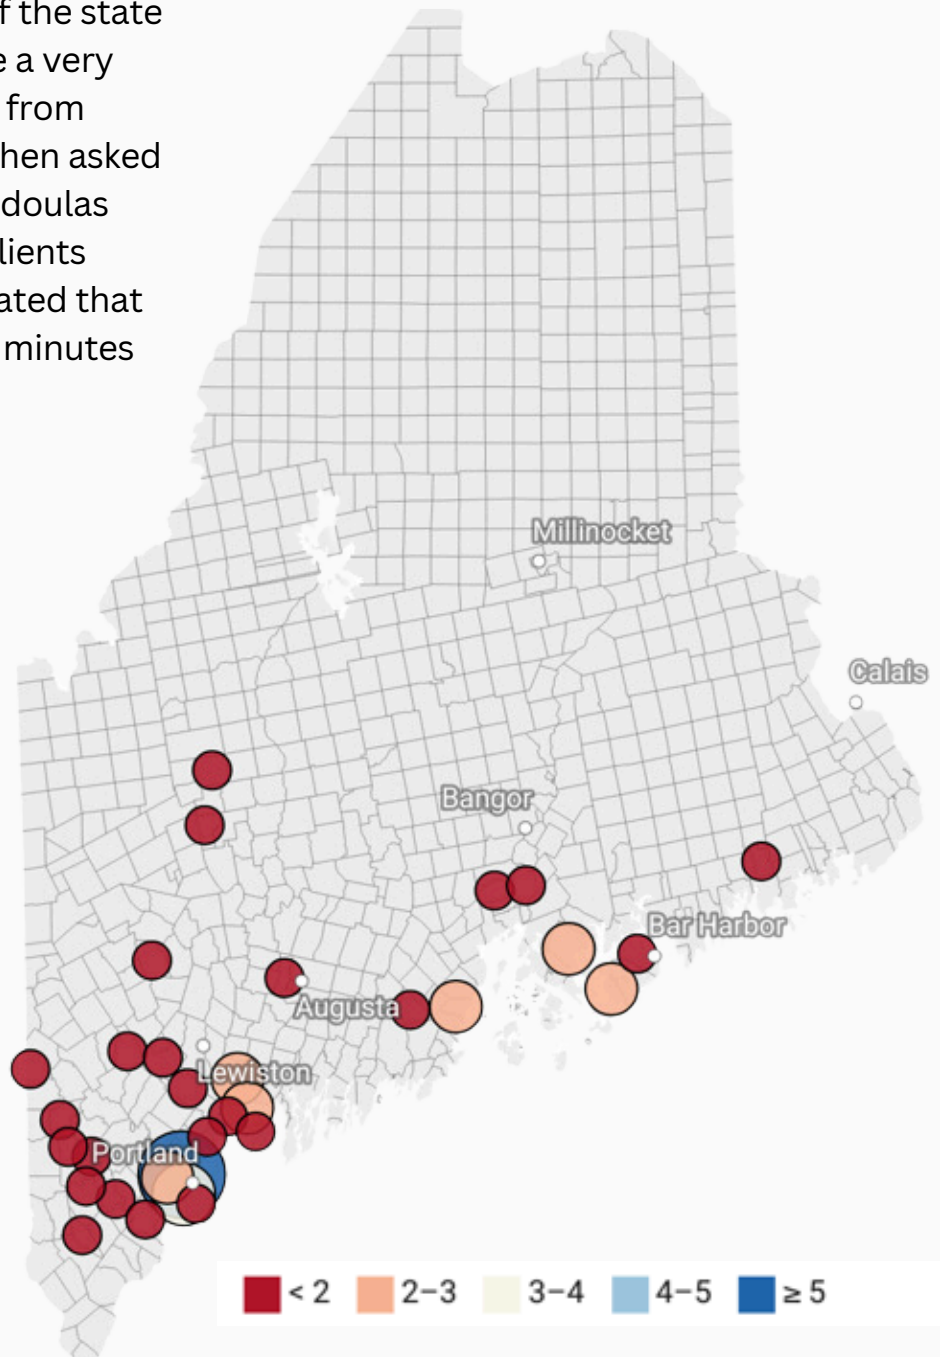 f the state
e a very
from
hen asked
doulas
lients
ated that
minutes
Millinocket
Calais
Bangor
Bar Harbor
Augusta
Lewiston
Portland
< 2 2–3 3–4 4–5 ≥ 5